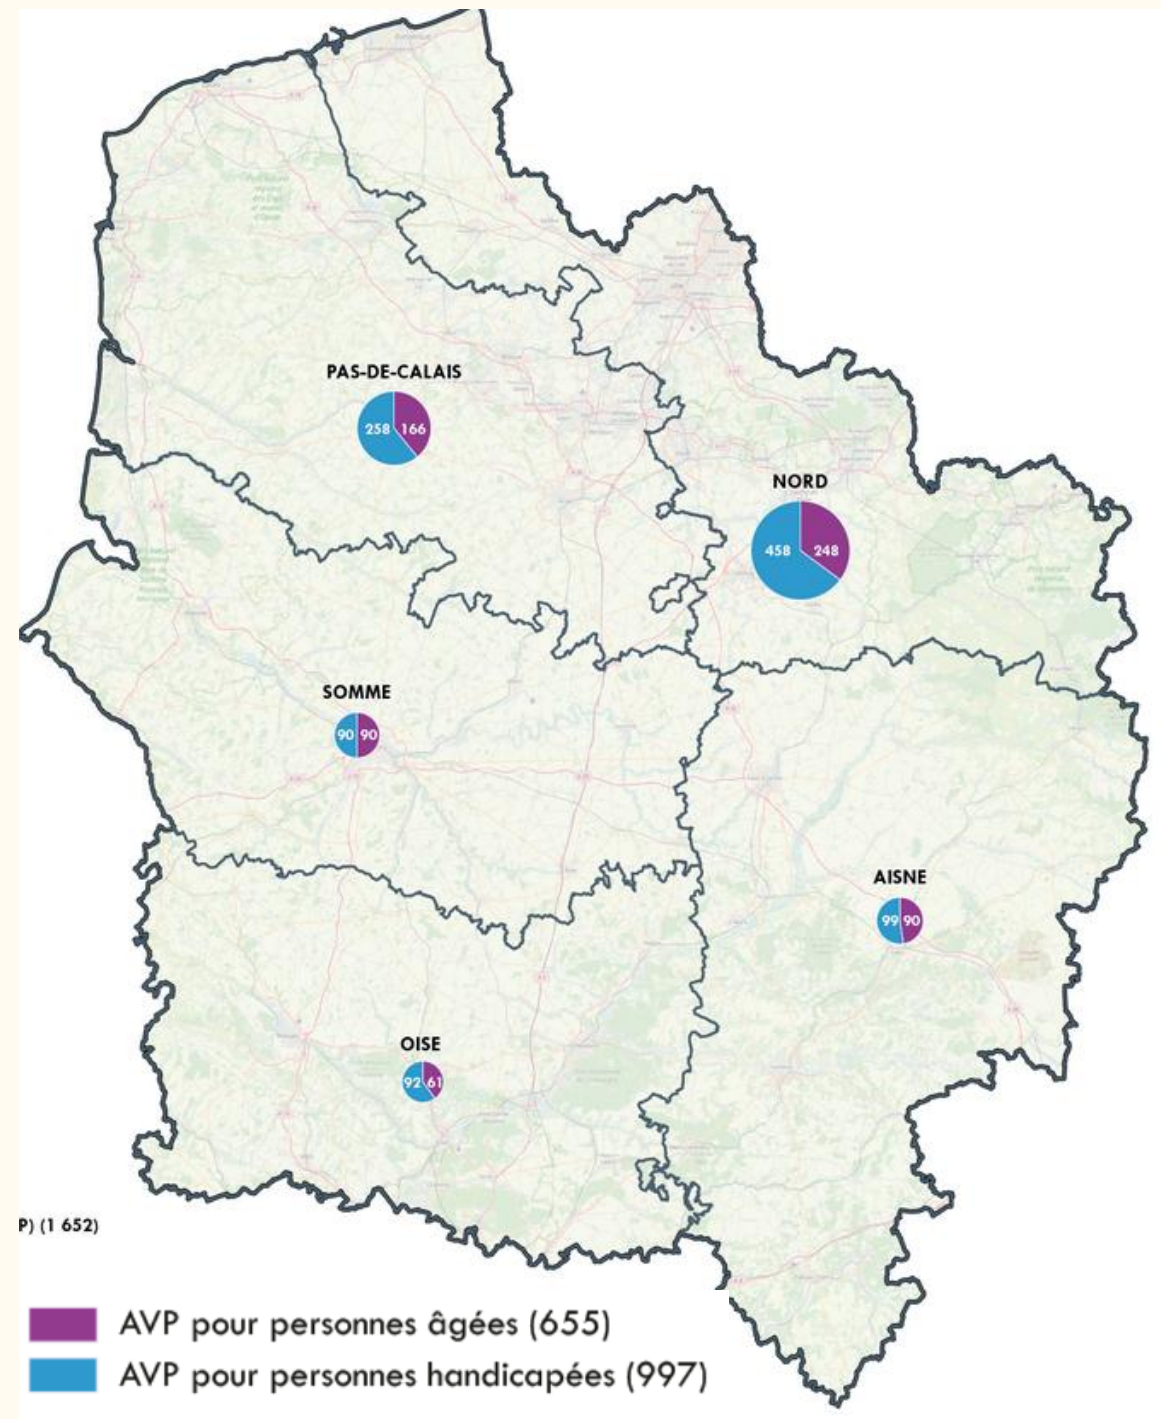 PAS-DE-CALAIS
258 166
NORD
458 248
SOMME
90 90
AISNE
99 90
OISE
92 61
P) (1 652)
AVP pour personnes âgées (655)
AVP pour personnes handicapées (997)